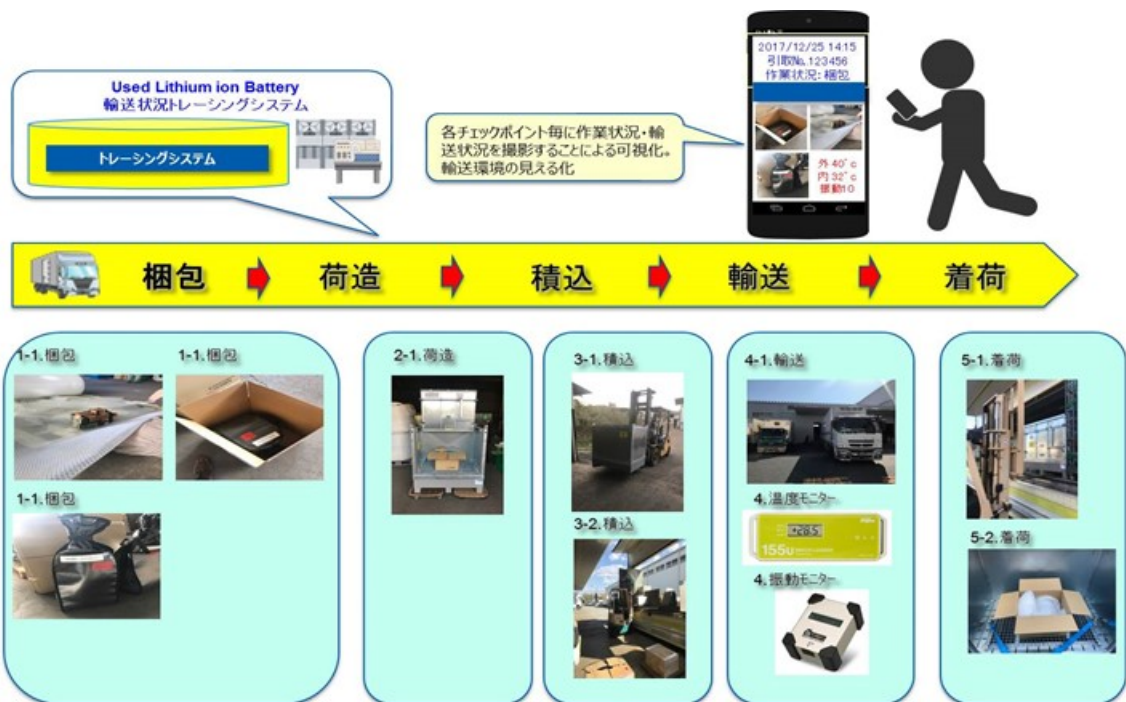 Used Lithium ion Battery
輸送状況トレーシングシステム
トレーシングシステム
各チェックポイント毎に作業状況・輸
送状況を撮影することによる可視化。
輸送環境の見える化
2017/12/25 14:15
引取No.123456
作業状況:梱包
外 40°c
内 32°c
振動10
梱包
荷造
積込
輸送
着荷
1-1.梱包
1-1.梱包
1-1.梱包
2-1.荷造
3-1.積込
3-2.積込
4-1.輸送
4.温度モニター
+28.5
155u
4.振動モニター
5-1.着荷
5-2.着荷